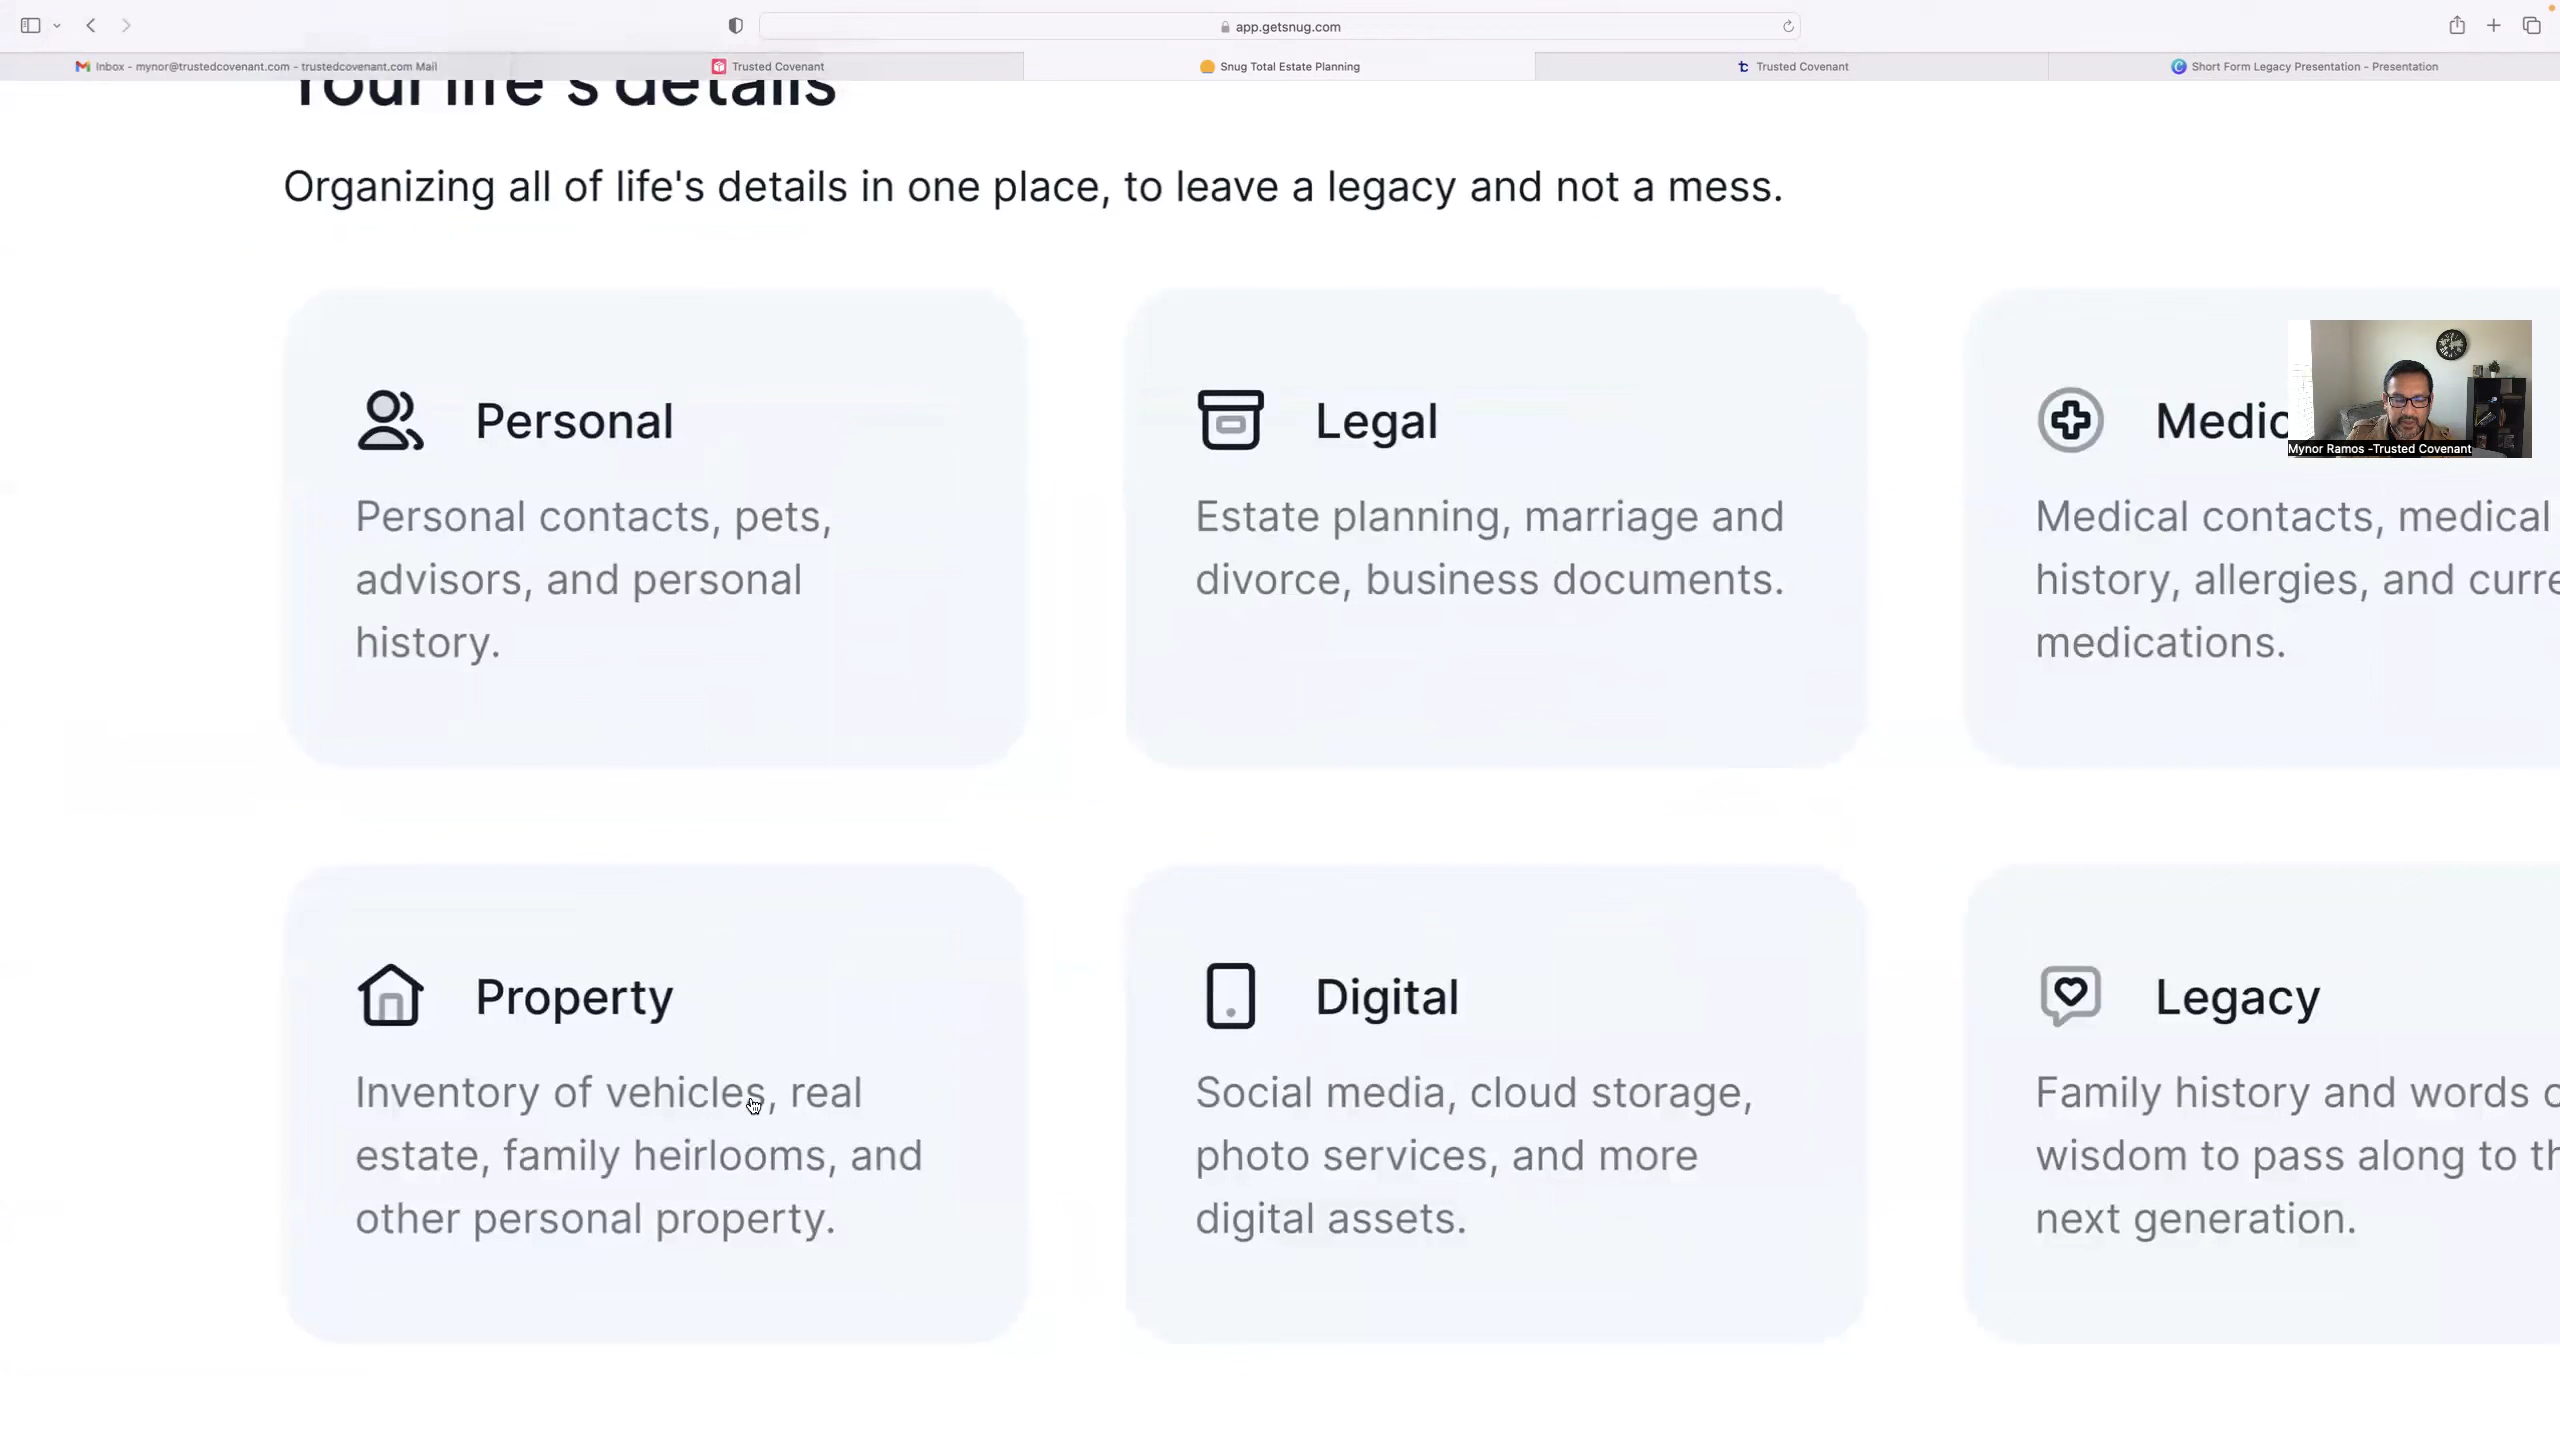 app.getsnug.com
Inbox - mynor@trustedcovenant.com - trustedcovenant.com Mail
Trusted Covenant
Snug Total Estate Planning
Trusted Covenant
Short Form Legacy Presentation - Presentation
Your life's details
Organizing all of life's details in one place, to leave a legacy and not a mess.
Personal
Personal contacts, pets,
advisors, and personal
history.
Legal
Estate planning, marriage and
divorce, business documents.
Medic
Medical contacts, medical
history, allergies, and curre
medications.
Mynor Ramos -Trusted Covenant
Property
Inventory of vehicles, real
estate, family heirlooms, and
other personal property.
Digital
Social media, cloud storage,
photo services, and more
digital assets.
Legacy
Family history and words o
wisdom to pass along to th
next generation.